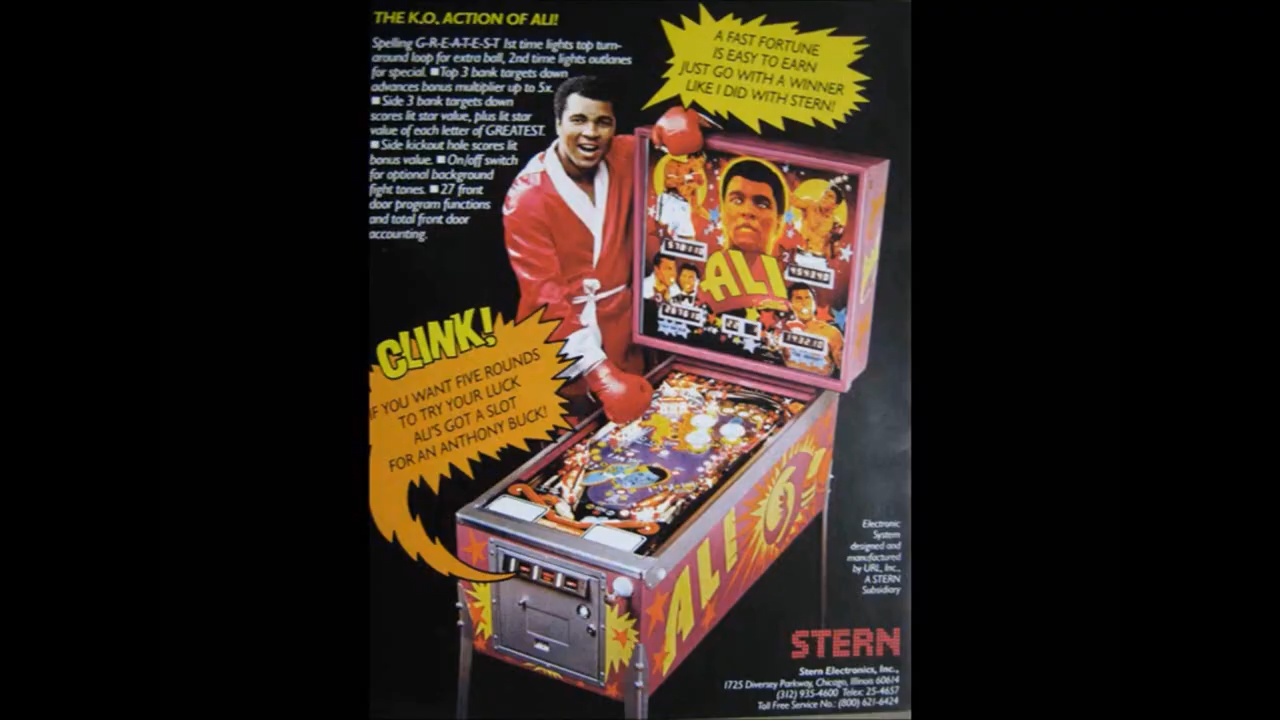 THE K.O. ACTION OF ALI!
Spelling G-R-E-A-T-E-S-T 1st time lights top turn-
around loop for extra ball, 2nd time lights outlanes
for special. ■ Top 3 bank targets down
advances bonus multiplier up to 5x.
■ Side 3 bank targets down
scores lit star value, plus lit star
value of each letter of GREATEST.
■ Side kickout hole scores lit
bonus value. ■ On/off switch
for optional background
fight tones. ■ 27 front
door program functions
and total front door
accounting.
A FAST FORTUNE
IS EASY TO EARN
JUST GO WITH A WINNER
LIKE I DID WITH STERN!
ALI
CLINK!
IF YOU WANT FIVE ROUNDS
TO TRY YOUR LUCK
ALI'S GOT A SLOT
FOR AN ANTHONY BUCK!
ALI
Electronic
System
designed and
manufactured
by URL, Inc.,
A STERN
Subsidiary
STERN
Stern Electronics, Inc.,
1725 Diversey Parkway, Chicago, Illinois 60614
(312) 935-4600 Telex: 25-4657
Toll Free Service No.: (800) 621-6424